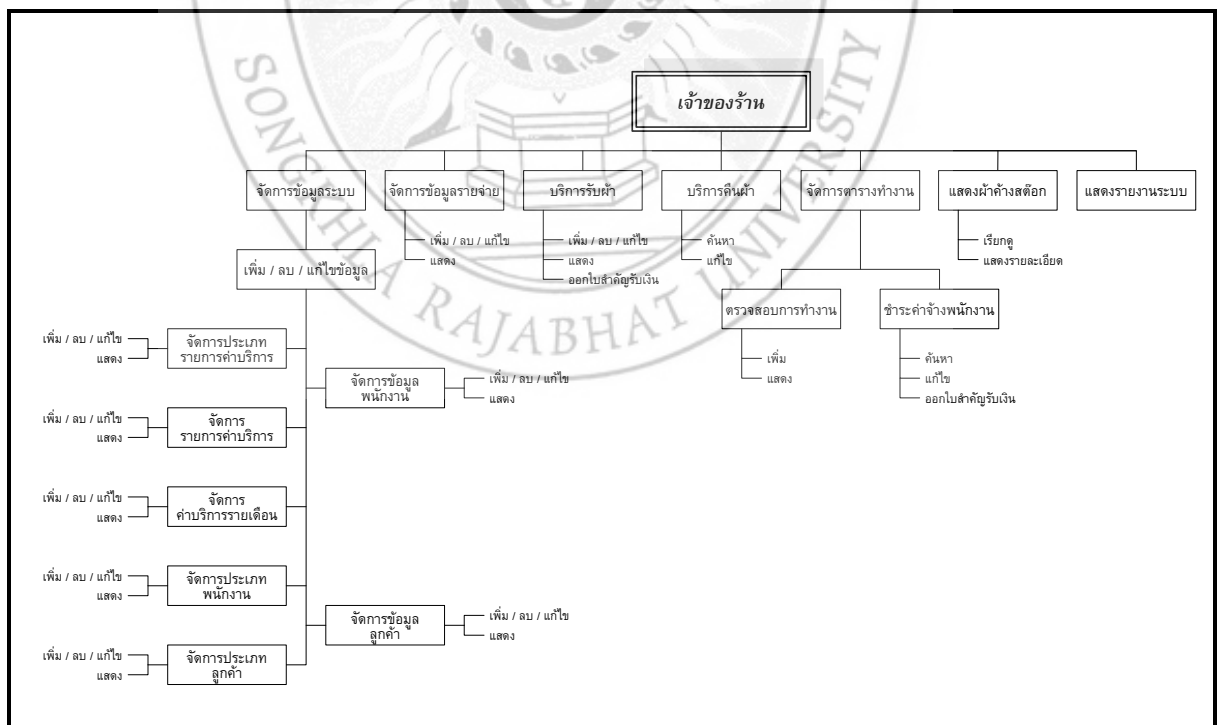 SONGKHLA RAJABHAT UNIVERSITY
เจ้าของร้าน
จัดการข้อมูลระบบ
จัดการข้อมูลรายจ่าย
บริการรับผ้า
บริการคืนผ้า
จัดการตารางทำงาน
แสดงผ้าค้างสต๊อก
แสดงรายงานระบบ
เพิ่ม / ลบ / แก้ไขข้อมูล
เพิ่ม / ลบ / แก้ไข
แสดง
เพิ่ม / ลบ / แก้ไข
แสดง
ออกใบสำคัญรับเงิน
ค้นหา
แก้ไข
เรียกดู
แสดงรายละเอียด
ตรวจสอบการทำงาน
เพิ่ม
แสดง
ชำระค่าจ้างพนักงาน
ค้นหา
แก้ไข
ออกใบสำคัญรับเงิน
เพิ่ม / ลบ / แก้ไข
แสดง
จัดการประเภท
รายการค่าบริการ
จัดการข้อมูล
พนักงาน
เพิ่ม / ลบ / แก้ไข
แสดง
เพิ่ม / ลบ / แก้ไข
แสดง
จัดการ
รายการค่าบริการ
เพิ่ม / ลบ / แก้ไข
แสดง
จัดการ
ค่าบริการรายเดือน
เพิ่ม / ลบ / แก้ไข
แสดง
จัดการประเภท
พนักงาน
จัดการข้อมูล
ลูกค้า
เพิ่ม / ลบ / แก้ไข
แสดง
เพิ่ม / ลบ / แก้ไข
แสดง
จัดการประเภท
ลูกค้า